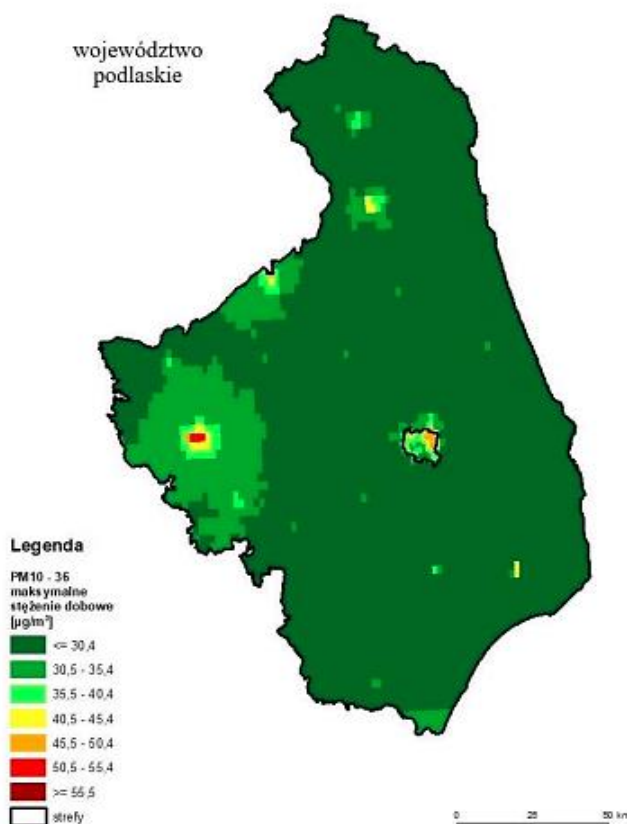 województwo
podlaskie
Legenda
PM10 - 36
maksymalne
stężenie dobowe
[µg/m³]
<= 30,4
30,5 - 35,4
35,5 - 40,4
40,5 - 45,4
45,5 - 50,4
50,5 - 55,4
>= 55,5
strefy
0 25 50 km